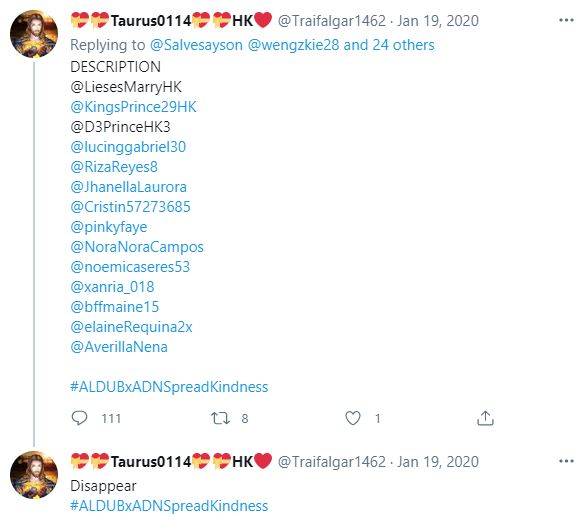 💝💝Taurus0114💝💝HK❤️ @Traifalgar1462 · Jan 19, 2020
Replying to @Salvesayson @wengzkie28 and 24 others
DESCRIPTION
@LiesesMarryHK
@KingsPrince29HK
@D3PrinceHK3
@lucinggabriel30
@RizaReyes8
@JhanellaLaurora
@Cristin57273685
@pinkyfaye
@NoraNoraCampos
@noemicaseres53
@xanria_018
@bffmaine15
@elaineRequina2x
@AverillaNena
#ALDUBxADNSpreadKindness
111 8 1
💝💝Taurus0114💝💝HK❤️ @Traifalgar1462 · Jan 19, 2020
Disappear
#ALDUBxADNSpreadKindness